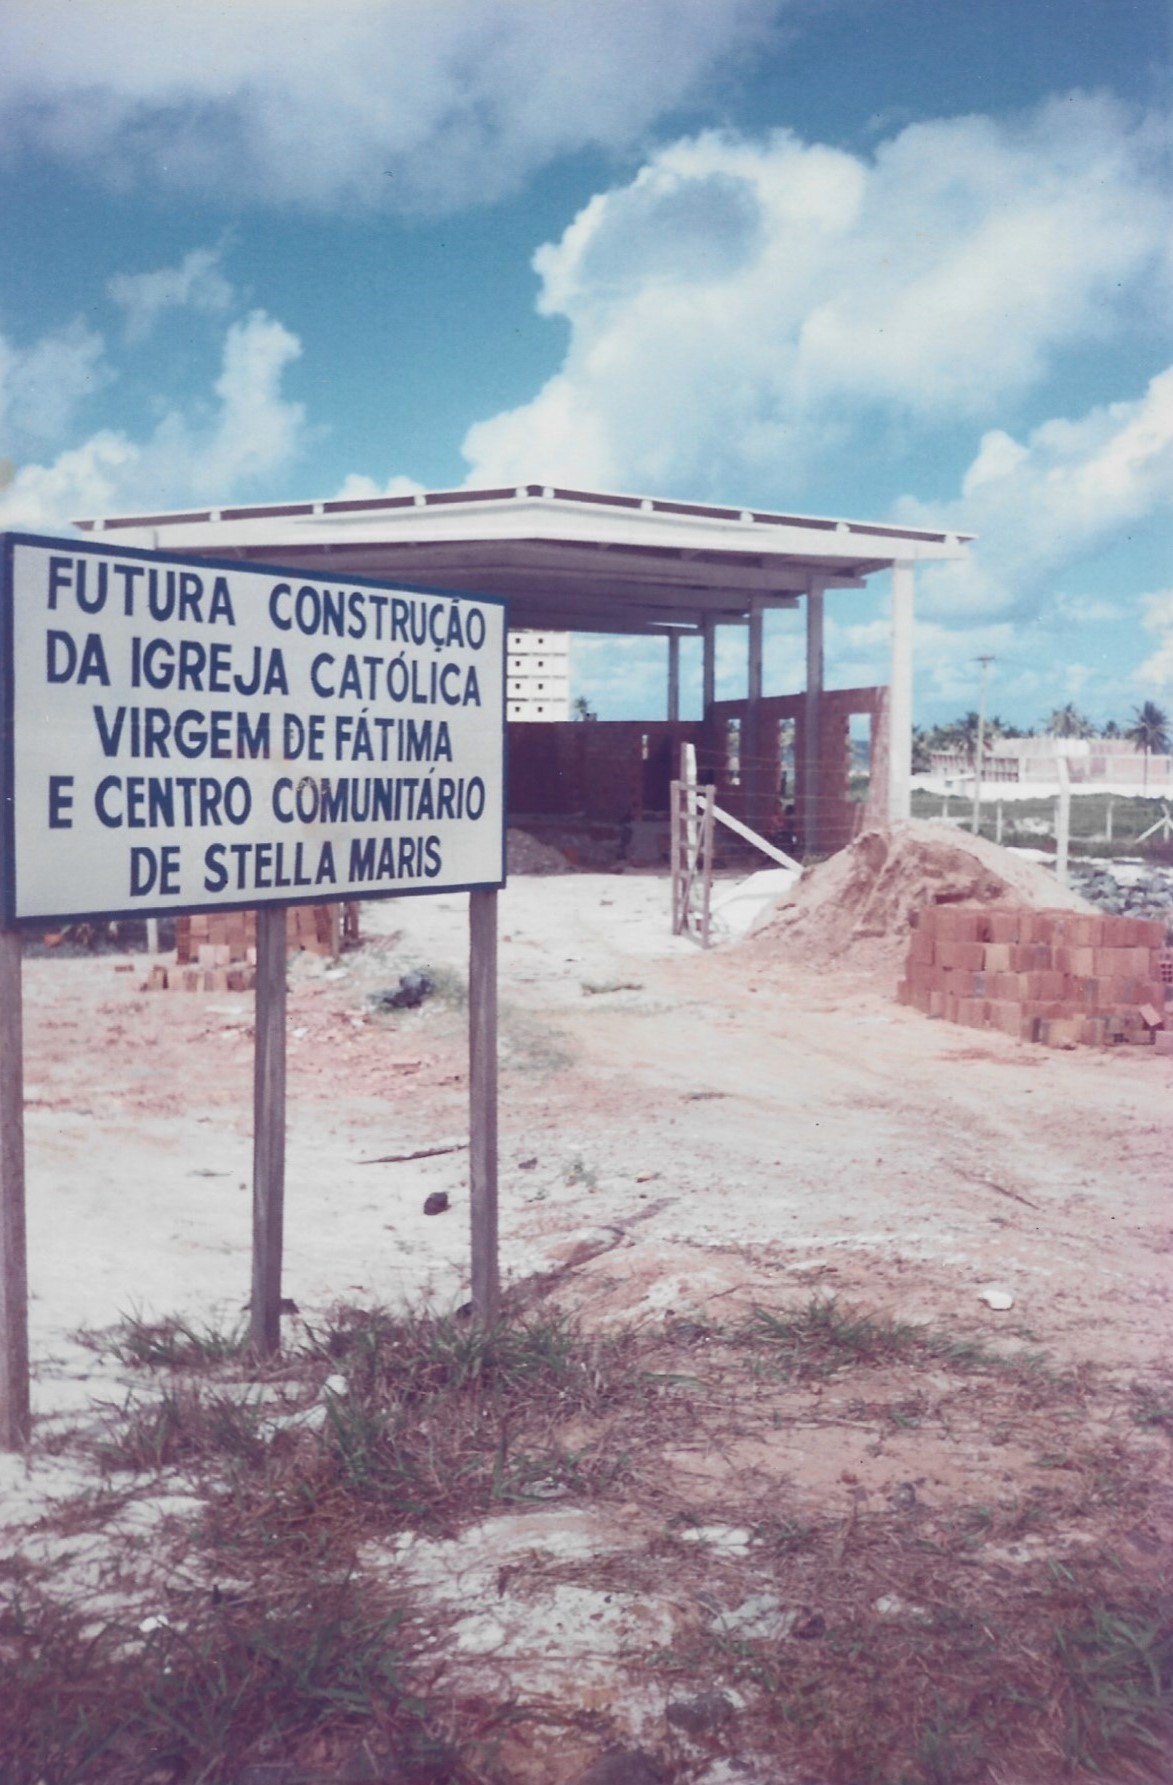 FUTURA CONSTRUÇÃO
DA IGREJA CATÓLICA
VIRGEM DE FÁTIMA
E CENTRO COMUNITÁRIO
DE STELLA MARIS